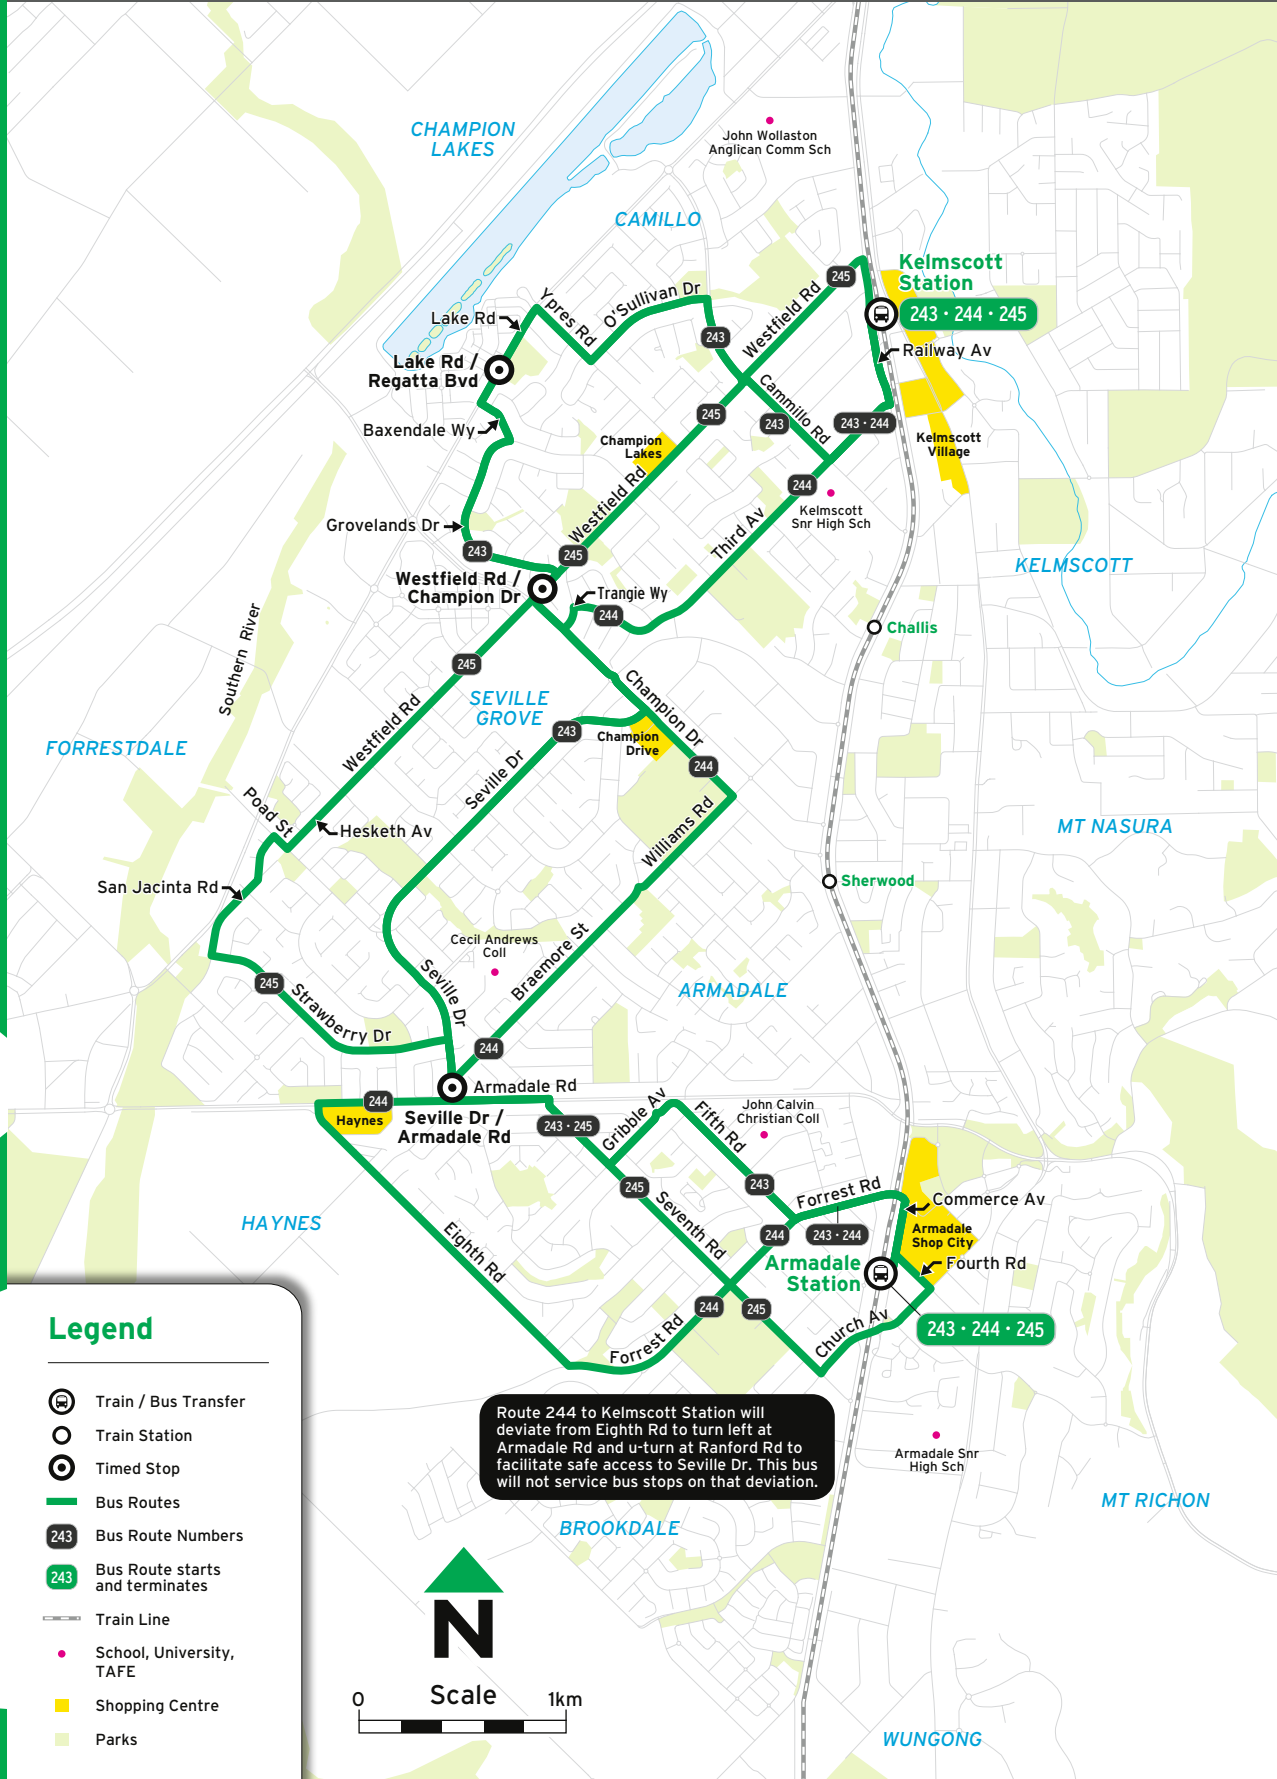 CHAMPION
LAKES
John Wollaston
Anglican Comm Sch
CAMILLO
Kelmscott
Station
243 • 244 • 245
245
Ypres Rd
O'Sullivan Dr
Westfield Rd
Lake Rd
243
Railway Av
Lake Rd /
Regatta Bvd
Cammillo Rd
245
243
243 • 244
Baxendale Wy
Champion
Lakes
Kelmscott
Village
Westfield Rd
244
Kelmscott
Snr High Sch
Grovelands Dr
Third Av
243
245
KELMSCOTT
Westfield Rd /
Champion Dr
Trangie Wy
244
Challis
Southern River
245
SEVILLE
GROVE
Champion Dr
Westfield Rd
243
Champion
Drive
FORRESTDALE
Seville Dr
244
Poad St
Hesketh Av
Williams Rd
MT NASURA
San Jacinta Rd
Sherwood
Cecil Andrews
Coll
Braemore St
Seville Dr
245
Strawberry Dr
ARMADALE
244
Armadale Rd
244
Haynes
Seville Dr /
Armadale Rd
243 • 245
Gribble Av
Fifth Rd
John Calvin
Christian Coll
243
245
Seventh Rd
Forrest Rd
Commerce Av
HAYNES
Eighth Rd
244
243 • 244
Armadale
Shop City
Armadale
Station
Fourth Rd
244
245
Forrest Rd
Church Av
243 • 244 • 245
Route 244 to Kelmscott Station will
deviate from Eighth Rd to turn left at
Armadale Rd and u-turn at Ranford Rd to
facilitate safe access to Seville Dr. This bus
will not service bus stops on that deviation.
Armadale Snr
High Sch
MT RICHON
BROOKDALE
WUNGONG
Legend
Train / Bus Transfer
Train Station
Timed Stop
Bus Routes
243
Bus Route Numbers
243
Bus Route starts
and terminates
Train Line
School, University,
TAFE
Shopping Centre
Parks
N
0
Scale
1km